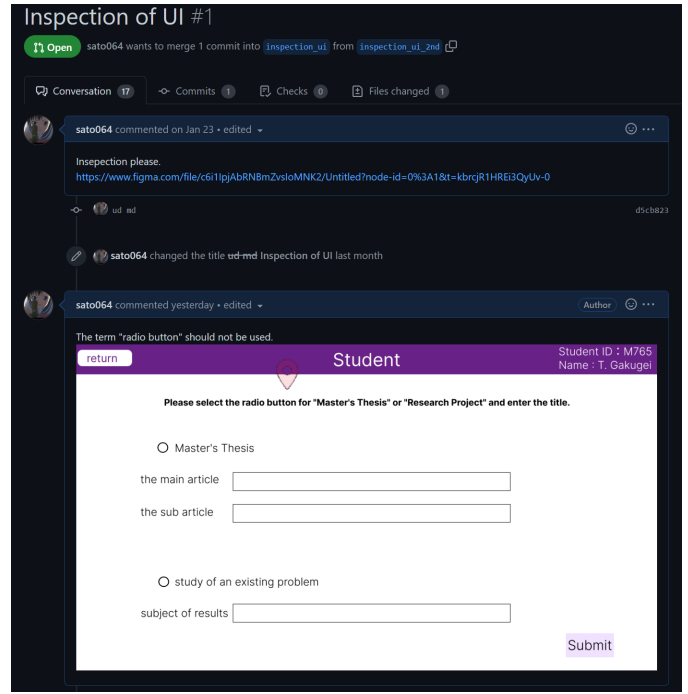 Inspection of UI #1
Open sato064 wants to merge 1 commit into inspection_ui from inspection_ui_2nd
Conversation 17 Commits 1 Checks 0 Files changed 1
sato064 commented on Jan 23 • edited
Insepection please.
https://www.figma.com/file/c6i1IpjAbRNBmZvsIoMNK2/Untitled?node-id=0%3A1&t=kbrcjR1HREi3QyUv-0
ud md d5cb823
sato064 changed the title ud md Inspection of UI last month
sato064 commented yesterday • edited Author
The term "radio button" should not be used.
return Student Student ID：M765
Name : T. Gakugei
Please select the radio button for "Master's Thesis" or "Research Project" and enter the title.
Master's Thesis
the main article
the sub article
study of an existing problem
subject of results
Submit